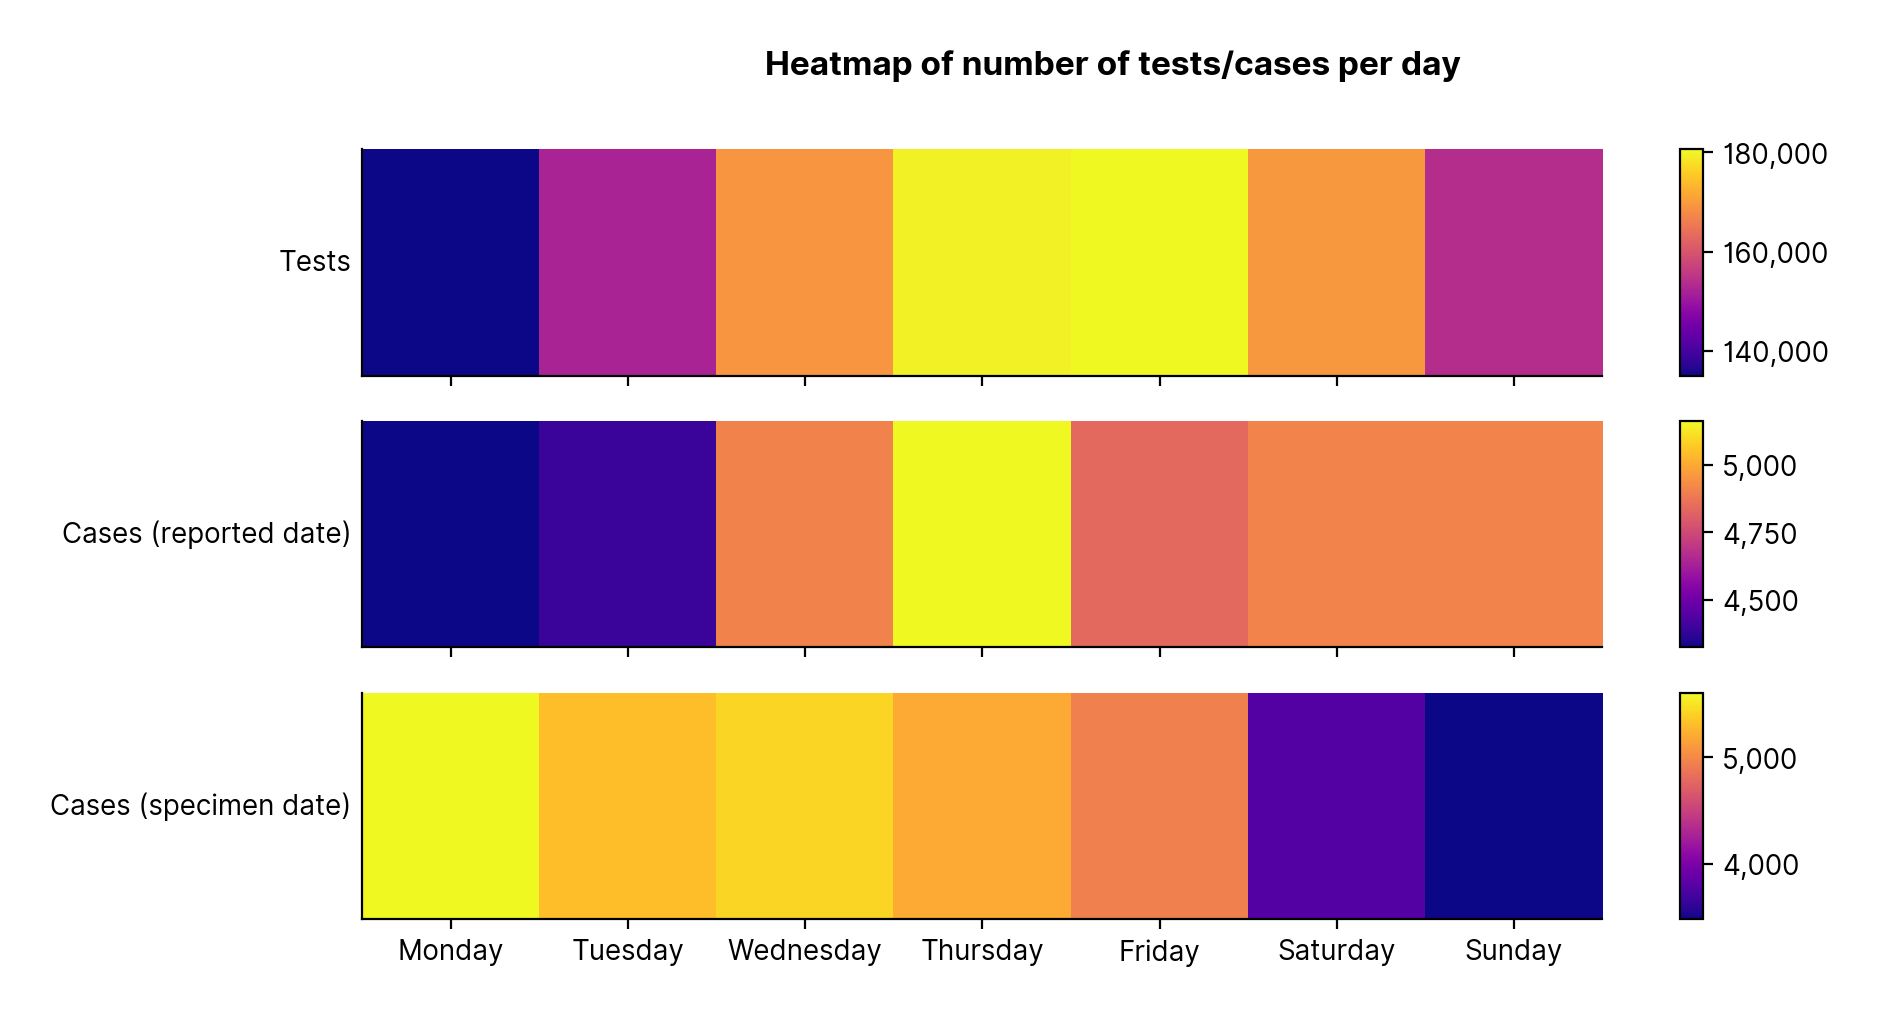 Heatmap of number of tests/cases per day
Tests
180,000
160,000
140,000
Cases (reported date)
5,000
4,750
4,500
Cases (specimen date)
5,000
4,000
Monday Tuesday Wednesday Thursday Friday Saturday Sunday